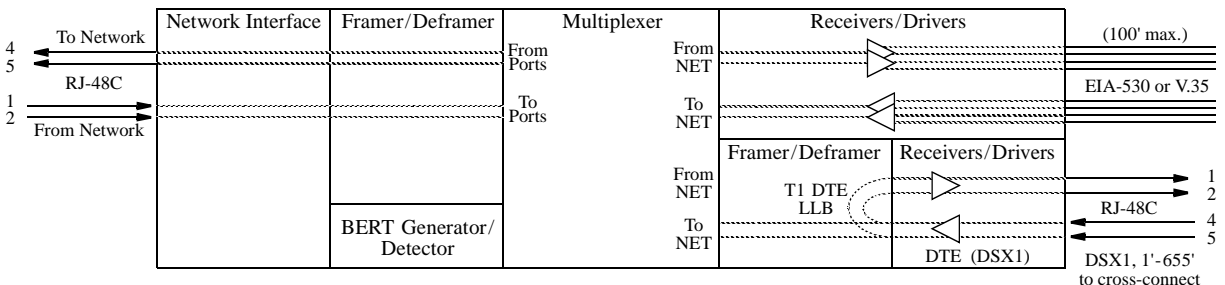 Network Interface
Framer/Deframer
Multiplexer
Receivers/Drivers
4
5
To Network
RJ-48C
1
2
From Network
From
Ports
To
Ports
From
NET
To
NET
(100' max.)
EIA-530 or V.35
BERT Generator/
Detector
From
NET
To
NET
Framer/Deframer
Receivers/Drivers
T1 DTE
LLB
DTE (DSX1)
1
2
RJ-48C
4
5
DSX1, 1'-655'
to cross-connect